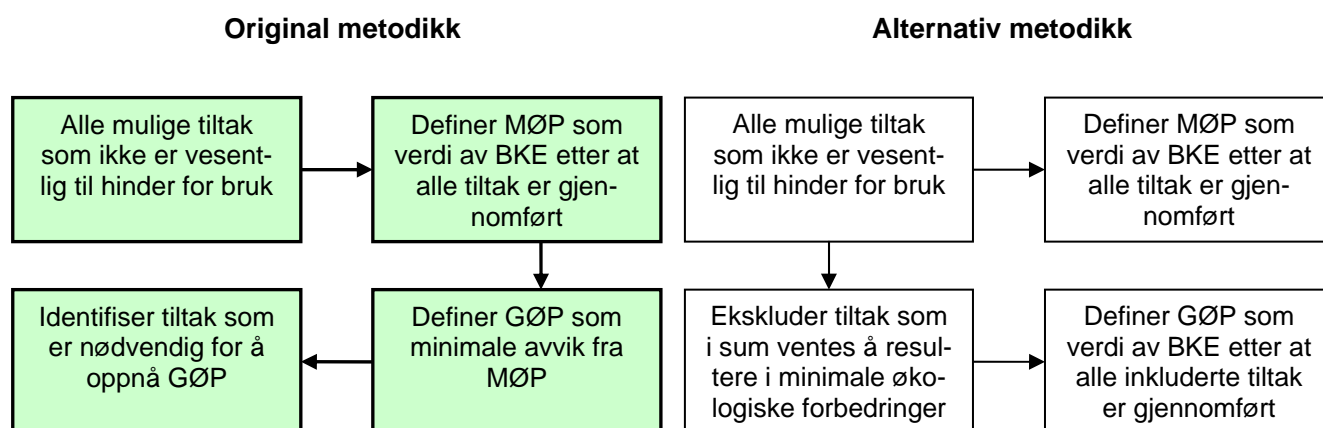 Original metodikk
Alternativ metodikk
Alle mulige tiltak
som ikke er vesent-
lig til hinder for bruk
Definer MØP som
verdi av BKE etter at
alle tiltak er gjen-
nomført
Alle mulige tiltak
som ikke er vesent-
lig til hinder for bruk
Definer MØP som
verdi av BKE etter at
alle tiltak er gjen-
nomført
Identifiser tiltak som
er nødvendig for å
oppnå GØP
Definer GØP som
minimale avvik fra
MØP
Ekskluder tiltak som
i sum ventes å resul-
tere i minimale øko-
logiske forbedringer
Definer GØP som
verdi av BKE etter at
alle inkluderte tiltak
er gjennomført